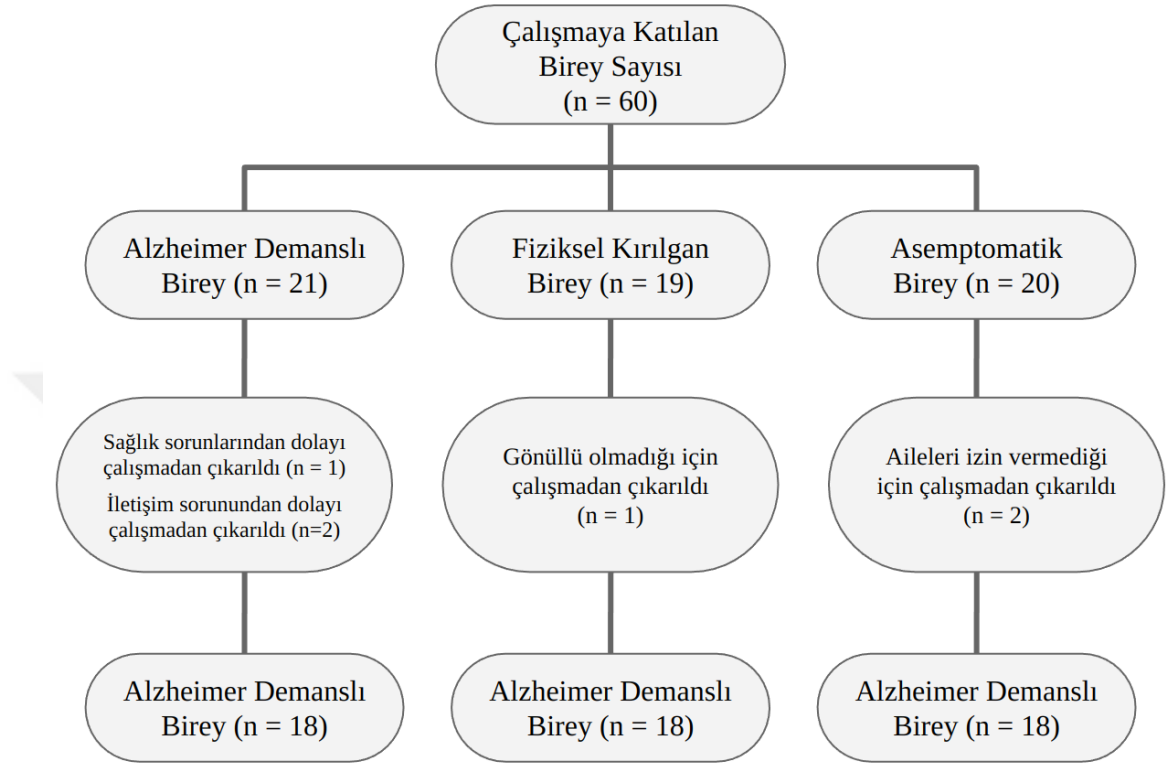 Çalışmaya Katılan
Birey Sayısı
(n = 60)
Alzheimer Demanslı
Birey (n = 21)
Fiziksel Kırılgan
Birey (n = 19)
Asemptomatik
Birey (n = 20)
Sağlık sorunlarından dolayı
çalışmadan çıkarıldı (n = 1)
İletişim sorunundan dolayı
çalışmadan çıkarıldı (n=2)
Gönüllü olmadığı için
çalışmadan çıkarıldı
(n = 1)
Aileleri izin vermediği
için çalışmadan çıkarıldı
(n = 2)
Alzheimer Demanslı
Birey (n = 18)
Alzheimer Demanslı
Birey (n = 18)
Alzheimer Demanslı
Birey (n = 18)